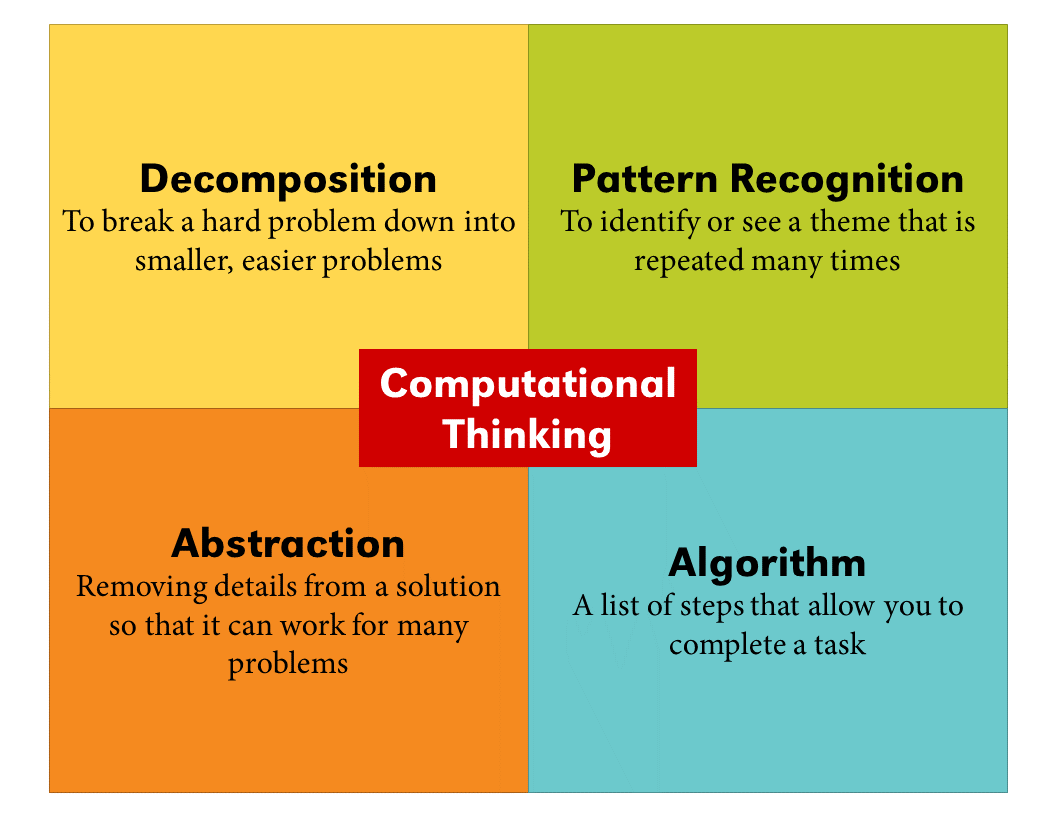 Decomposition
To break a hard problem down into
smaller, easier problems
Pattern Recognition
To identify or see a theme that is
repeated many times
Computational
Thinking
Abstraction
Removing details from a solution
so that it can work for many
problems
Algorithm
A list of steps that allow you to
complete a task